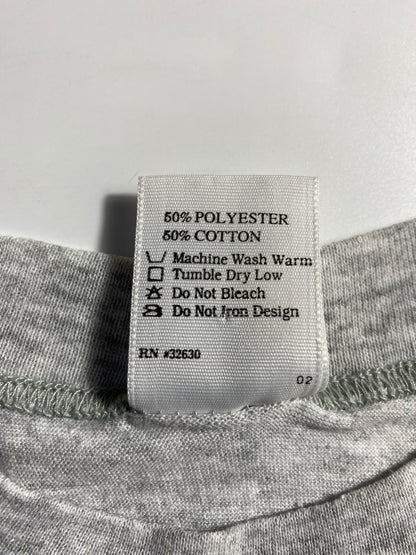 50% POLYESTER
50% COTTON
Machine Wash Warm
Tumble Dry Low
Do Not Bleach
Do Not Iron Design
RN #32630
02